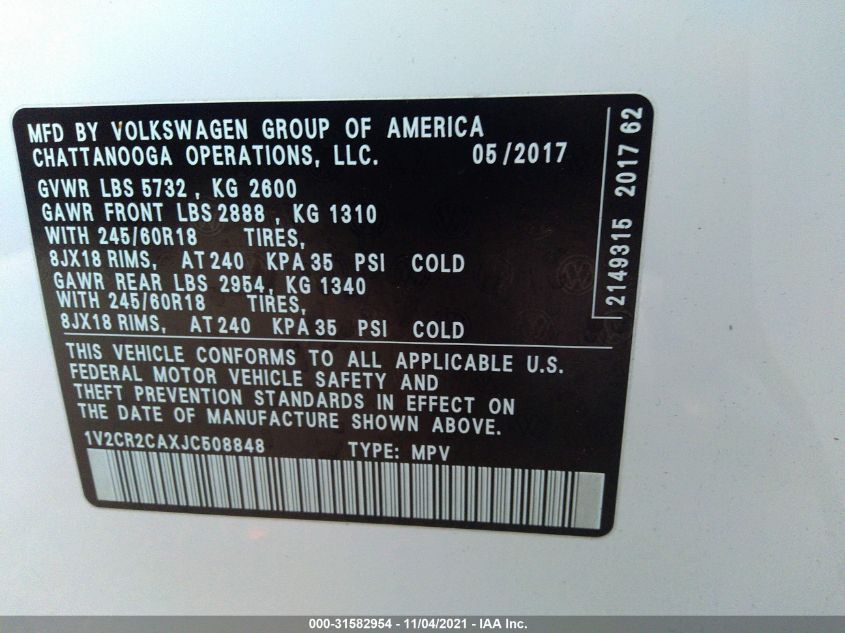 MFD BY VOLKSWAGEN GROUP OF AMERICA
CHATTANOOGA OPERATIONS, LLC. 05/2017
GVWR LBS 5732, KG 2600
GAWR FRONT LBS 2888, KG 1310
WITH 245/60R18 TIRES,
8JX18 RIMS, AT 240 KPA 35 PSI COLD
GAWR REAR LBS 2954, KG 1340
WITH 245/60R18 TIRES,
8JX18 RIMS, AT 240 KPA 35 PSI COLD
THIS VEHICLE CONFORMS TO ALL APPLICABLE U.S.
FEDERAL MOTOR VEHICLE SAFETY AND
THEFT PREVENTION STANDARDS IN EFFECT ON
THE DATE OF MANUFACTURE SHOWN ABOVE.
1V2CR2CAXJC508848 TYPE: MPV
2149315 2017 62
000-31582954 - 11/04/2021 - IAA Inc.